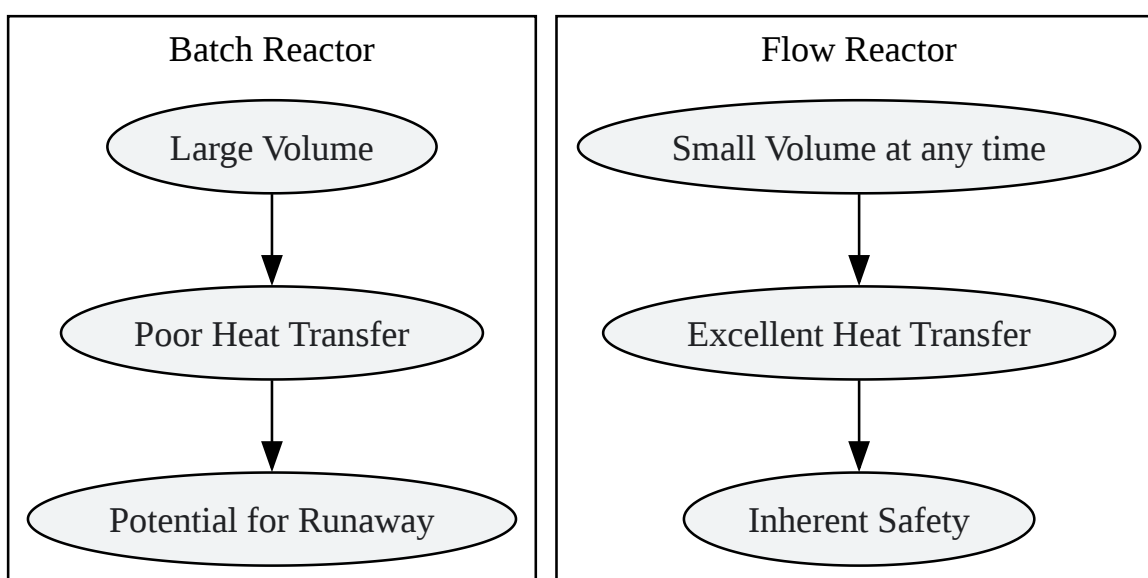 Batch Reactor
Large Volume
Poor Heat Transfer
Potential for Runaway
Flow Reactor
Small Volume at any time
Excellent Heat Transfer
Inherent Safety